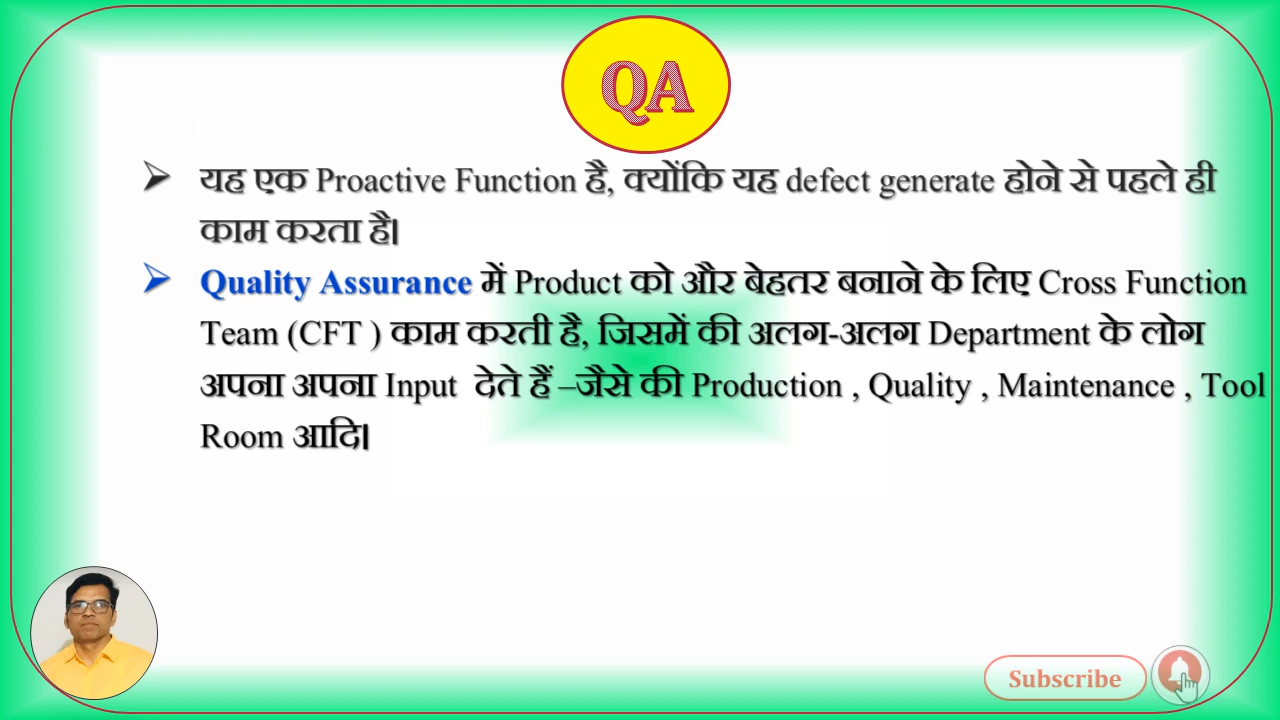 QA
यह एक Proactive Function है, क्योंकि यह defect generate होने से पहले ही
काम करता है।
Quality Assurance में Product को और बेहतर बनाने के लिए Cross Function
Team (CFT ) काम करती है, जिसमें की अलग-अलग Department के लोग
अपना अपना Input देते हैं –जैसे की Production , Quality , Maintenance , Tool
Room आदि।
Subscribe